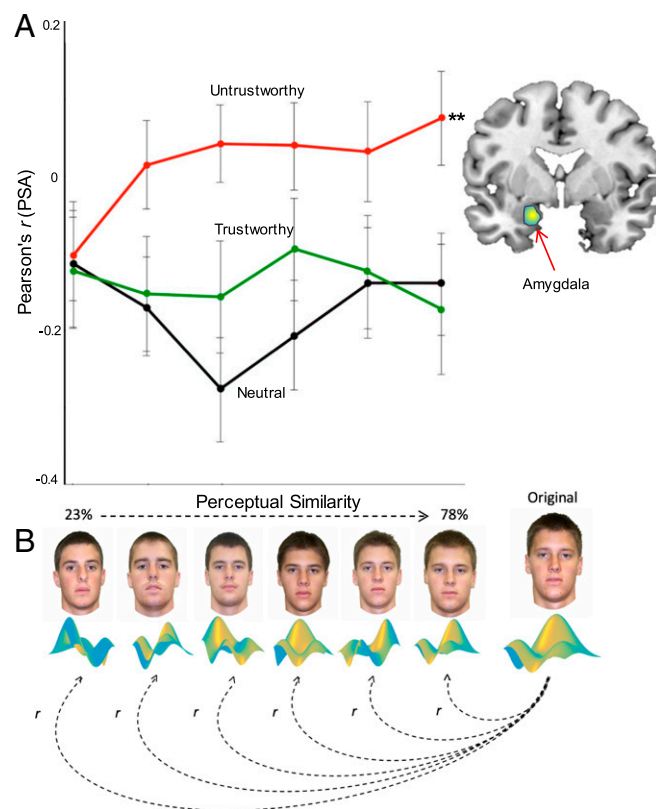 A
0.2
0
-0.2
-0.4
Pearson's r (PSA)
Untrustworthy
**
Trustworthy
Neutral
Amygdala
Perceptual Similarity
23%
78%
Original
B
r
r
r
r
r
r